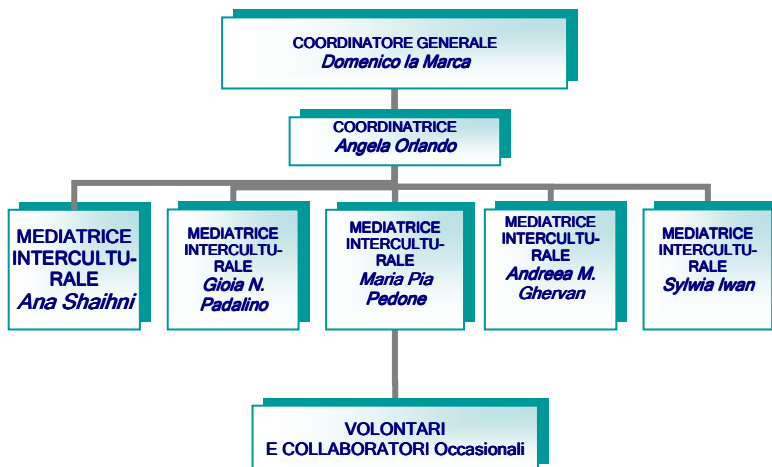 COORDINATORE GENERALE
Domenico la Marca
COORDINATRICE
Angela Orlando
MEDIATRICE
INTERCULTU-
RALE
Ana Shaihni
MEDIATRICE
INTERCULTU-
RALE
Gioia N.
Padalino
MEDIATRICE
INTERCULTU-
RALE
Maria Pia
Pedone
MEDIATRICE
INTERCULTU-
RALE
Andreea M.
Ghervan
MEDIATRICE
INTERCULTU-
RALE
Sylwia Iwan
VOLONTARI
E COLLABORATORI Occasionali